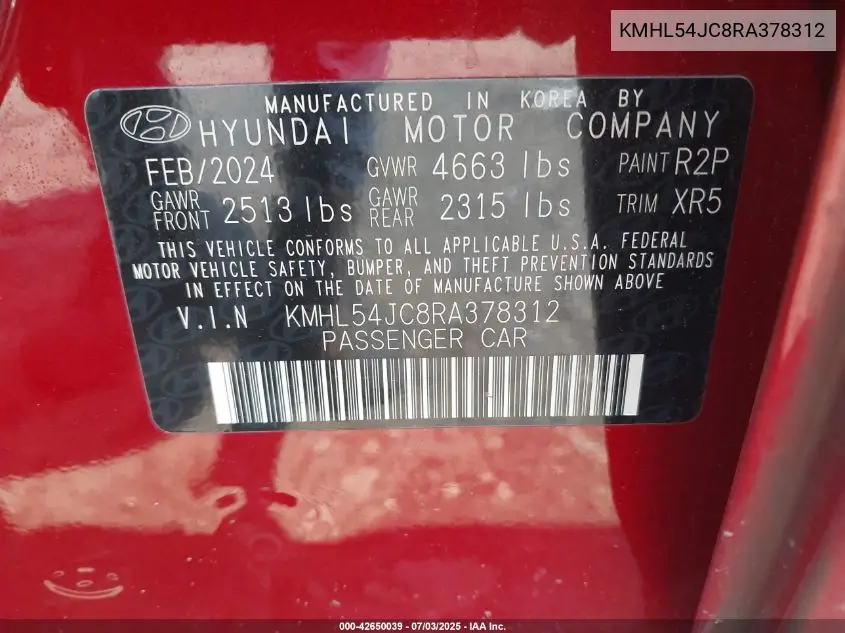 KMHL54JC8RA378312
MANUFACTURED IN KOREA BY
HYUNDAI MOTOR COMPANY
FEB/2024 GVWR 4663 lbs PAINT R2P
GAWR FRONT 2513 lbs GAWR REAR 2315 lbs TRIM XR5
THIS VEHICLE CONFORMS TO ALL APPLICABLE U.S.A. FEDERAL
MOTOR VEHICLE SAFETY, BUMPER, AND THEFT PREVENTION STANDARDS
IN EFFECT ON THE DATE OF MANUFACTURE SHOWN ABOVE
V.I.N KMHL54JC8RA378312
PASSENGER CAR
000-42650039 - 07/03/2025 - IAA Inc.